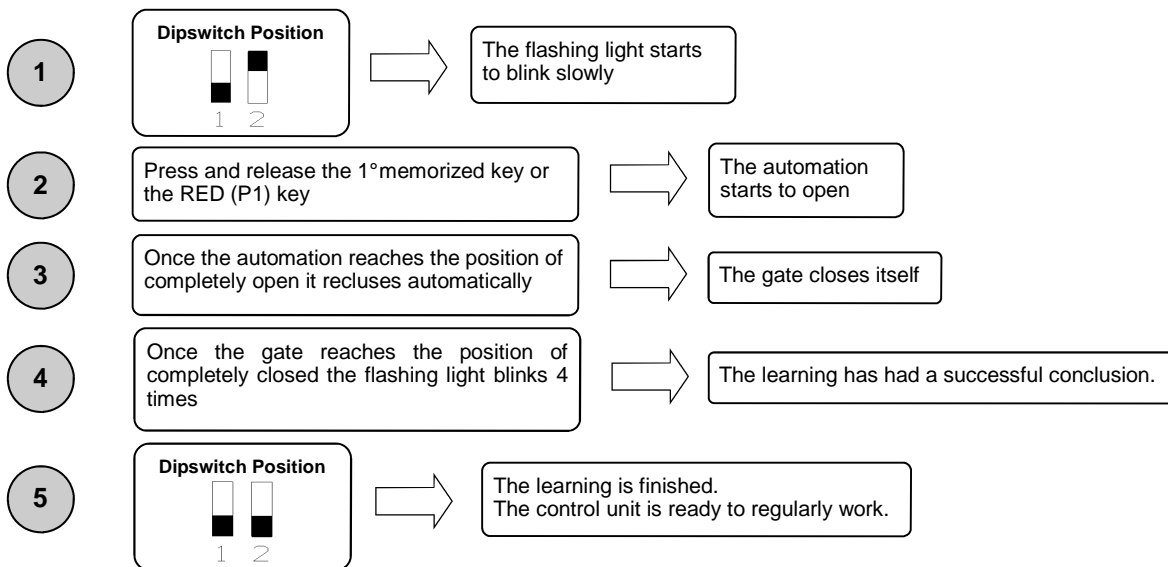 1
Dipswitch Position
1 2
The flashing light starts
to blink slowly
2
Press and release the 1°memorized key or
the RED (P1) key
The automation
starts to open
3
Once the automation reaches the position of
completely open it recluses automatically
The gate closes itself
4
Once the gate reaches the position of
completely closed the flashing light blinks 4
times
The learning has had a successful conclusion.
5
Dipswitch Position
1 2
The learning is finished.
The control unit is ready to regularly work.